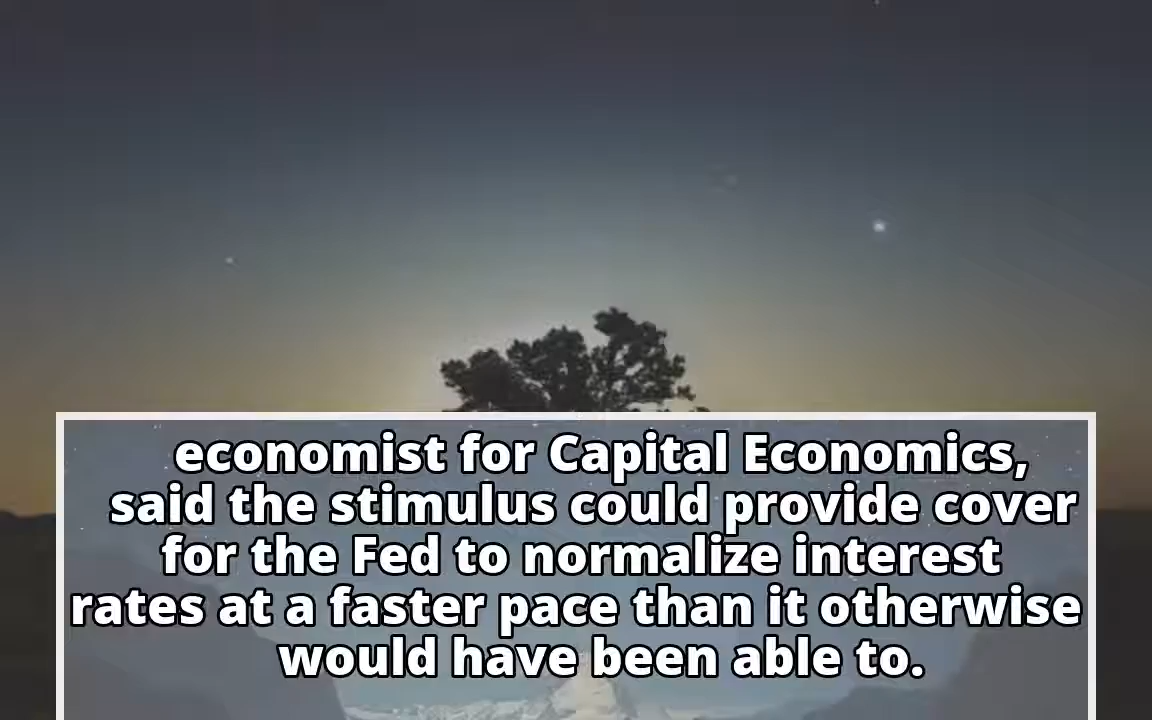 economist for Capital Economics,
said the stimulus could provide cover
for the Fed to normalize interest
rates at a faster pace than it otherwise
would have been able to.